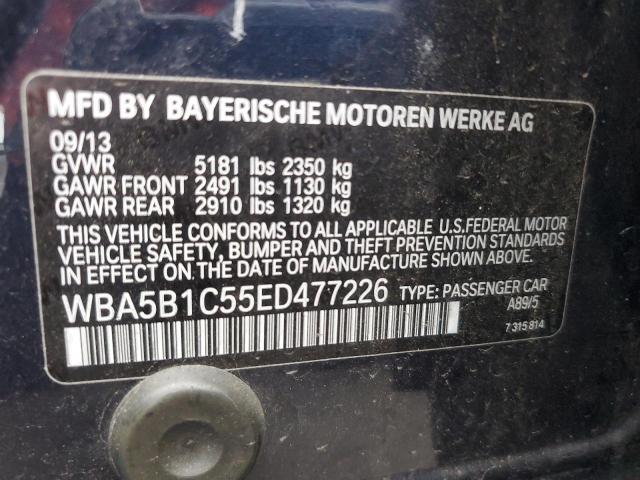 MFD BY BAYERISCHE MOTOREN WERKE AG
09/13
GVWR 5181 lbs 2350 kg
GAWR FRONT 2491 lbs 1130 kg
GAWR REAR 2910 lbs 1320 kg
THIS VEHICLE CONFORMS TO ALL APPLICABLE U.S.FEDERAL MOTOR
VEHICLE SAFETY, BUMPER AND THEFT PREVENTION STANDARDS
IN EFFECT ON THE DATE OF MANUFACTURE SHOWN ABOVE.
WBA5B1C55ED477226 TYPE: PASSENGER CAR
A89/5
7 315 814